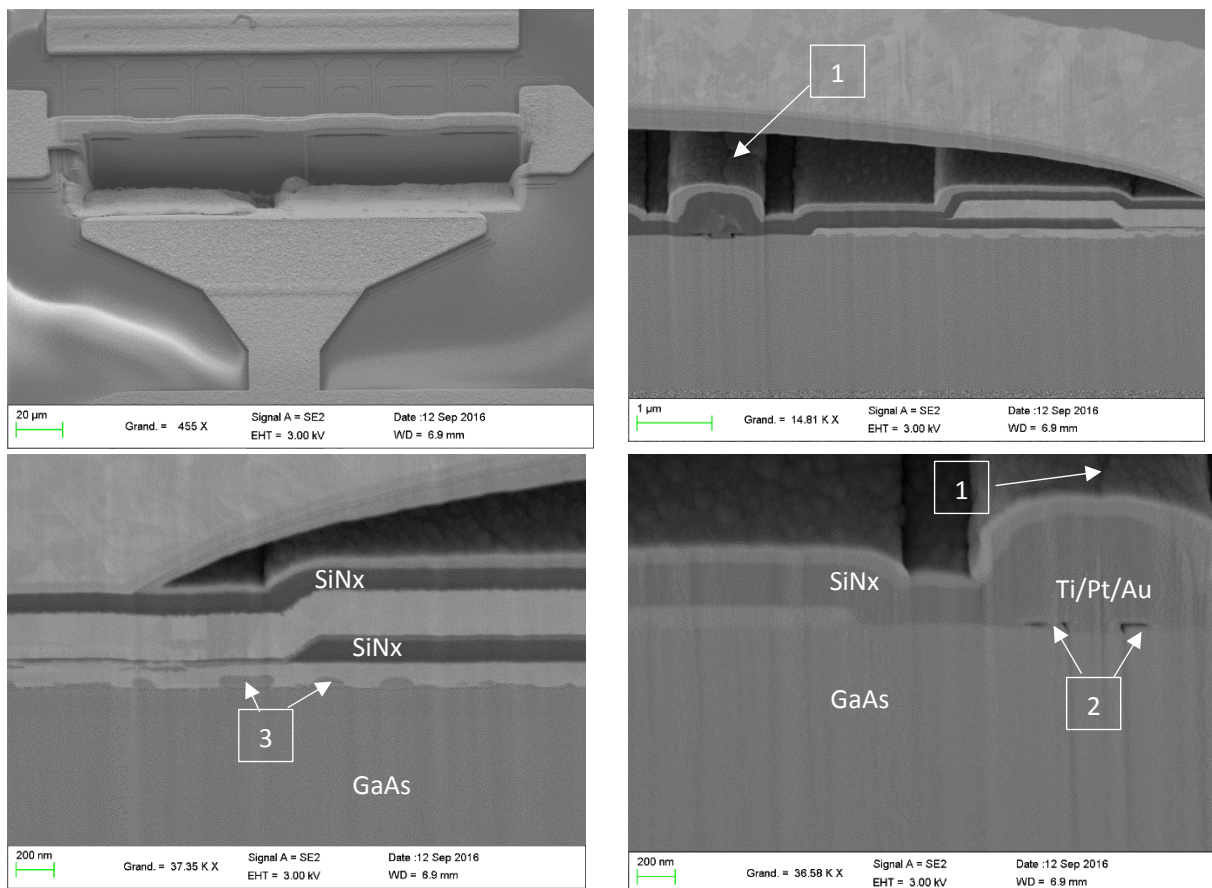 1
20 µm
Grand. = 455 X
Signal A = SE2
EHT = 3.00 kV
Date :12 Sep 2016
WD = 6.9 mm
1 µm
Grand. = 14.81 K X
Signal A = SE2
EHT = 3.00 kV
Date :12 Sep 2016
WD = 6.9 mm
SiNx
SiNx
3
GaAs
200 nm
Grand. = 37.35 K X
Signal A = SE2
EHT = 3.00 kV
Date :12 Sep 2016
WD = 6.9 mm
1
SiNx
Ti/Pt/Au
GaAs
2
200 nm
Grand. = 36.58 K X
Signal A = SE2
EHT = 3.00 kV
Date :12 Sep 2016
WD = 6.9 mm